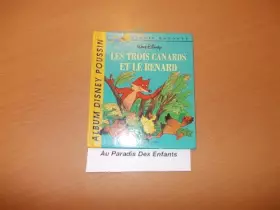 Walt Disney
LES TROIS CANARDS
ET LE RENARD
ALBUM DISNEY POUSSIN
Au Paradis Des Enfants